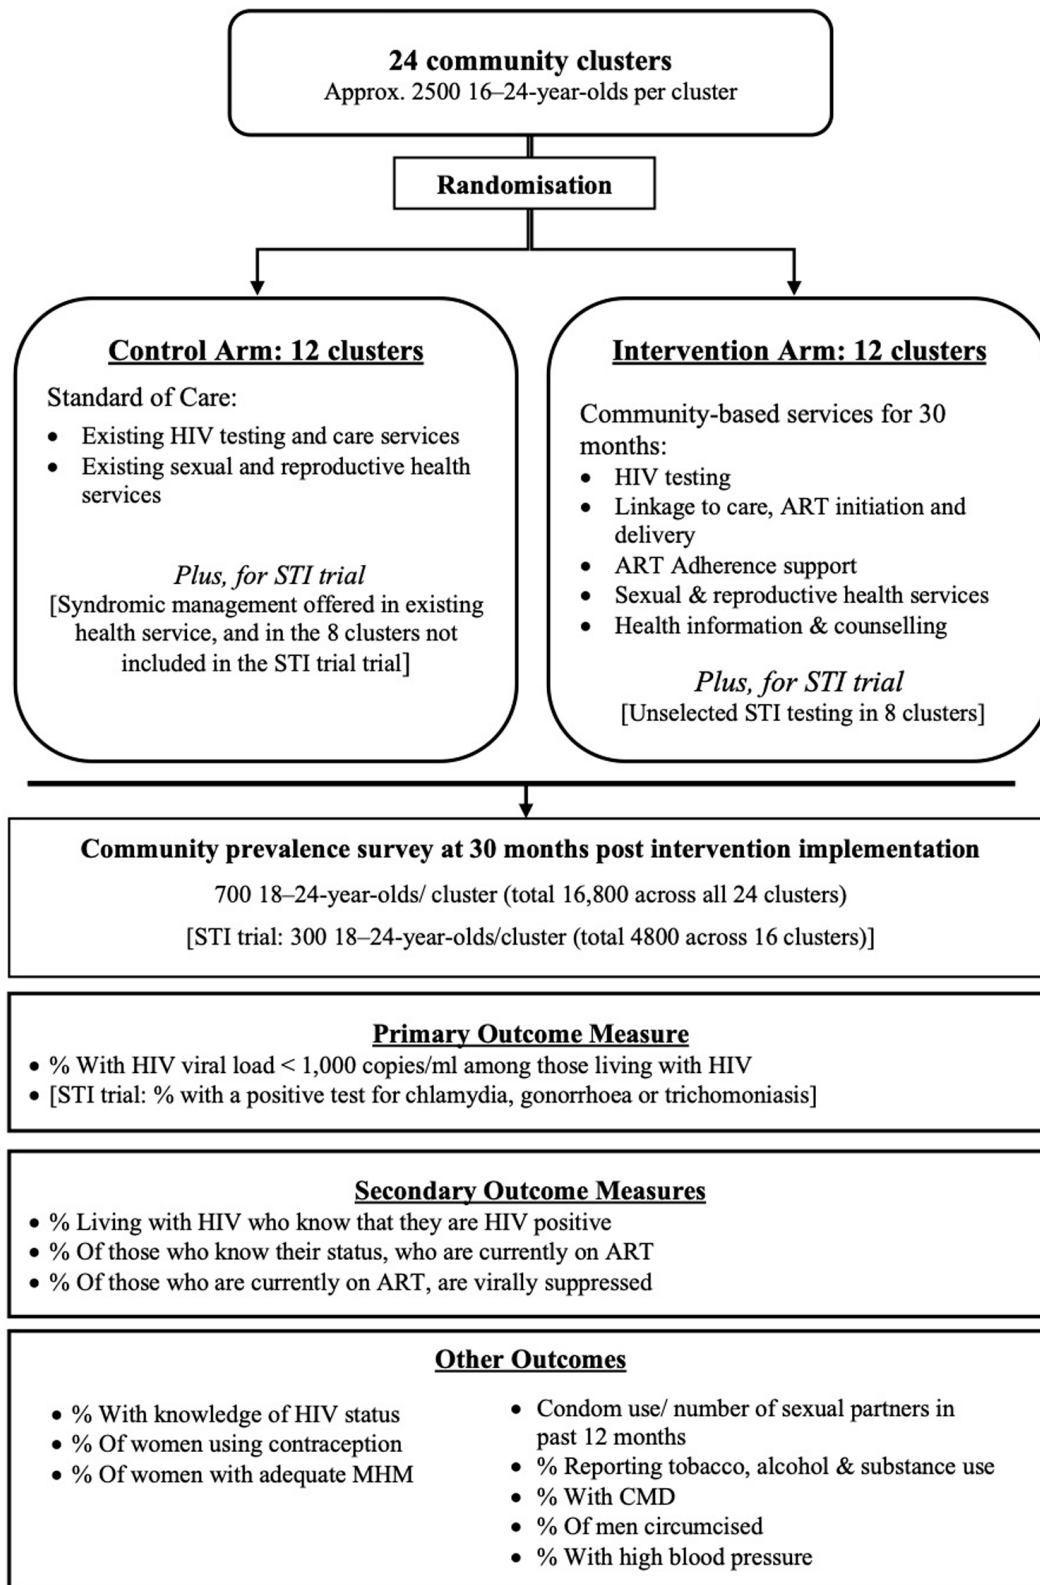 24 community clusters
Approx. 2500 16–24-year-olds per cluster
Randomisation
Control Arm: 12 clusters
Standard of Care:
• Existing HIV testing and care services
• Existing sexual and reproductive health
services
Plus, for STI trial
[Syndromic management offered in existing
health service, and in the 8 clusters not
included in the STI trial trial]
Intervention Arm: 12 clusters
Community-based services for 30
months:
• HIV testing
• Linkage to care, ART initiation and
delivery
• ART Adherence support
• Sexual & reproductive health services
• Health information & counselling
Plus, for STI trial
[Unselected STI testing in 8 clusters]
Community prevalence survey at 30 months post intervention implementation
700 18–24-year-olds/ cluster (total 16,800 across all 24 clusters)
[STI trial: 300 18–24-year-olds/cluster (total 4800 across 16 clusters)]
Primary Outcome Measure
• % With HIV viral load < 1,000 copies/ml among those living with HIV
• [STI trial: % with a positive test for chlamydia, gonorrhoea or trichomoniasis]
Secondary Outcome Measures
• % Living with HIV who know that they are HIV positive
• % Of those who know their status, who are currently on ART
• % Of those who are currently on ART, are virally suppressed
Other Outcomes
• % With knowledge of HIV status
• % Of women using contraception
• % Of women with adequate MHM
• Condom use/ number of sexual partners in
past 12 months
• % Reporting tobacco, alcohol & substance use
• % With CMD
• % Of men circumcised
• % With high blood pressure